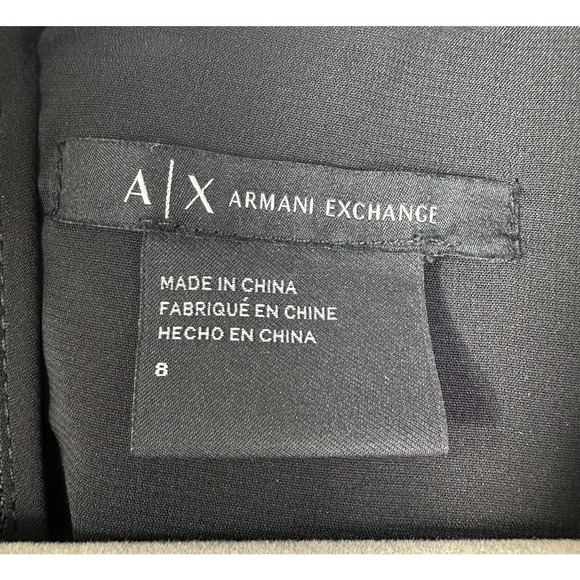 A|X ARMANI EXCHANGE
MADE IN CHINA
FABRIQUÉ EN CHINE
HECHO EN CHINA
8